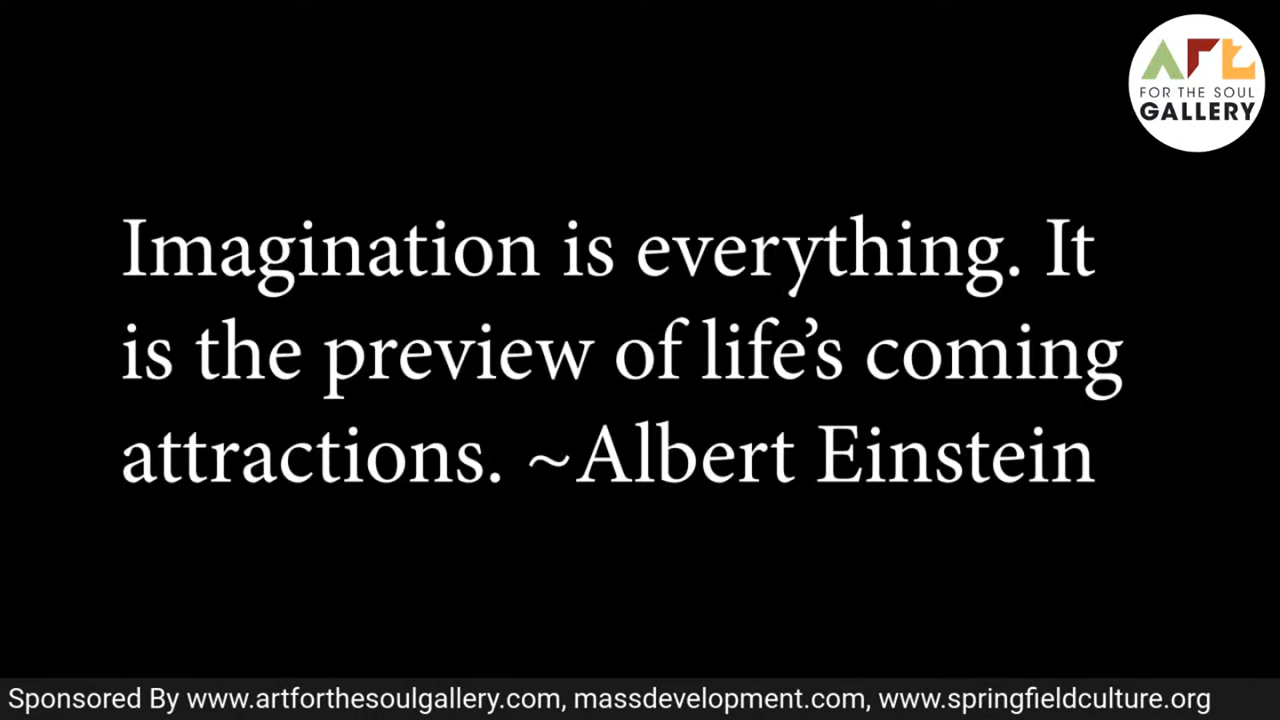 ART
FOR THE SOUL
GALLERY
Imagination is everything. It
is the preview of life’s coming
attractions. ~Albert Einstein
Sponsored By www.artforthesoulgallery.com, massdevelopment.com, www.springfieldculture.org